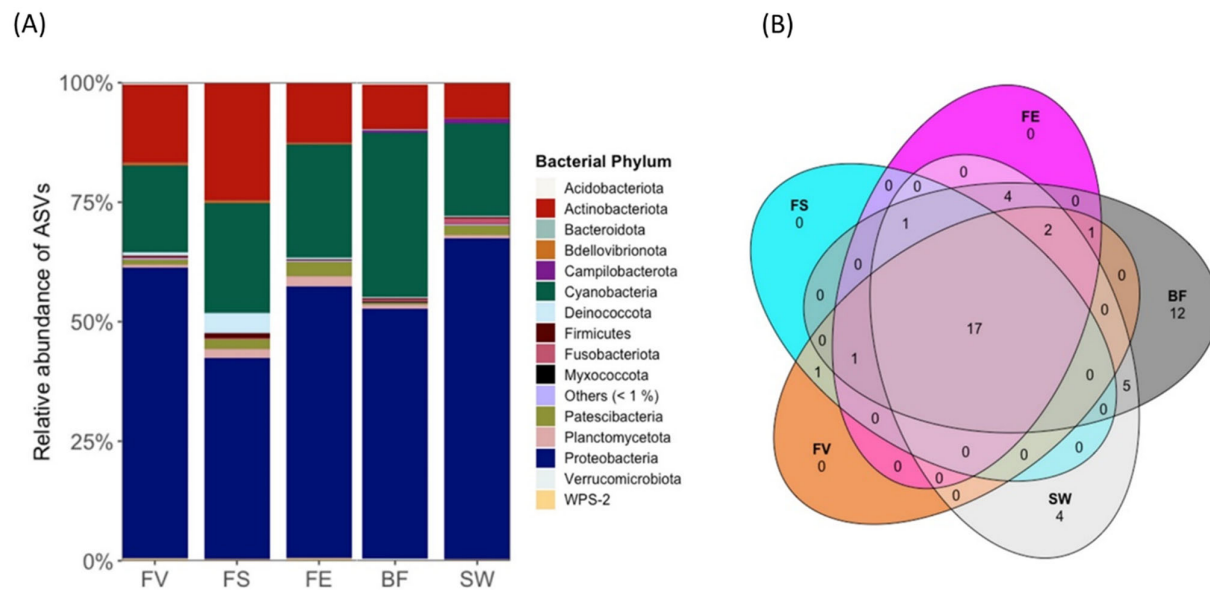 (A)
(B)
100%
75%
50%
25%
0%
Relative abundance of ASVs
FV
FS
FE
BF
SW
Bacterial Phylum
Acidobacteriota
Actinobacteriota
Bacteroidota
Bdellovibrionota
Campilobacterota
Cyanobacteria
Deinococcota
Firmicutes
Fusobacteriota
Myxococcota
Others (< 1 %)
Patescibacteria
Planctomycetota
Proteobacteria
Verrucomicrobiota
WPS-2
FE
0
FS
0
BF
12
FV
0
SW
4
0
0
0
4
0
1
2
1
0
0
0
0
17
0
1
1
0
5
0
0
0
0
0
0
0
0